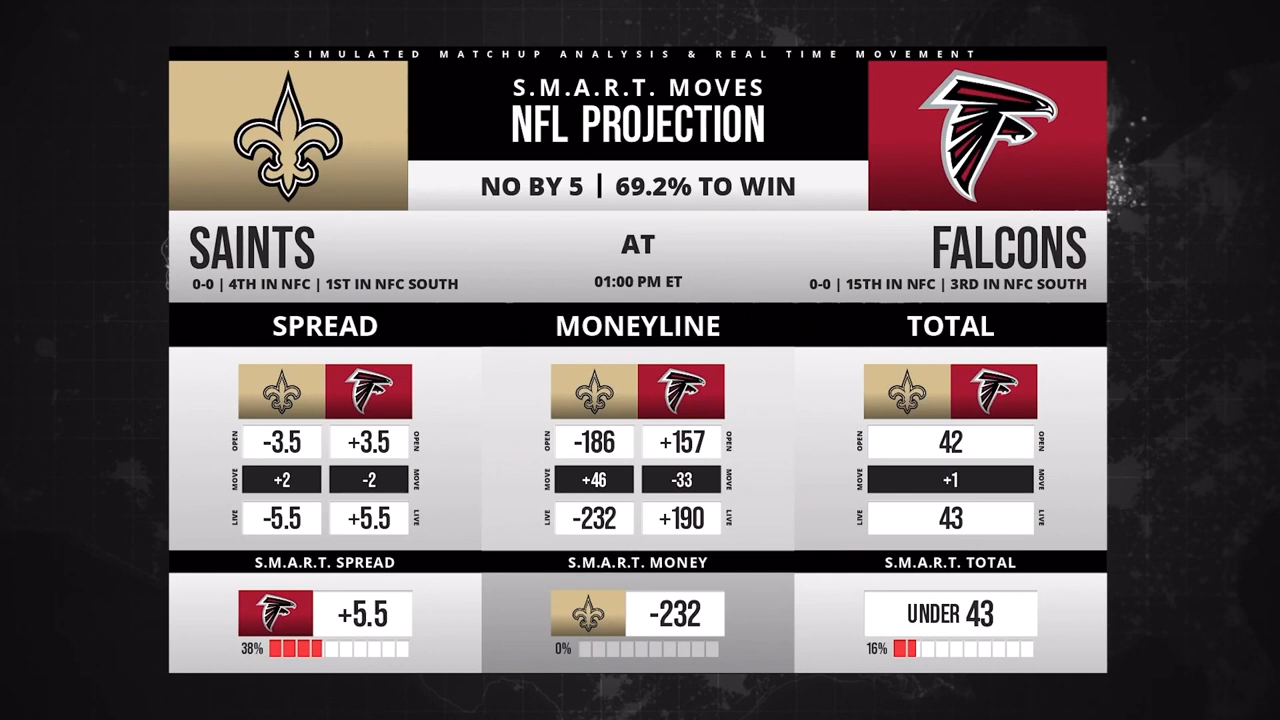 SIMULATED MATCHUP ANALYSIS & REAL TIME MOVEMENT
S.M.A.R.T. MOVES
NFL PROJECTION
NO BY 5 | 69.2% TO WIN
SAINTS
AT
FALCONS
0-0 | 4TH IN NFC | 1ST IN NFC SOUTH
01:00 PM ET
0-0 | 15TH IN NFC | 3RD IN NFC SOUTH
SPREAD
MONEYLINE
TOTAL
OPEN -3.5 +3.5 OPEN
MOVE +2 -2 MOVE
LIVE -5.5 +5.5 LIVE
OPEN -186 +157 OPEN
MOVE +46 -33 MOVE
LIVE -232 +190 LIVE
OPEN 42 OPEN
MOVE +1 MOVE
LIVE 43 LIVE
S.M.A.R.T. SPREAD
+5.5
38%
S.M.A.R.T. MONEY
-232
0%
S.M.A.R.T. TOTAL
UNDER 43
16%